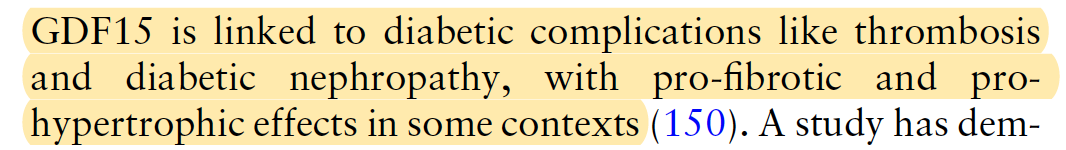 GDF15 is linked to diabetic complications like thrombosis
and diabetic nephropathy, with pro-fibrotic and pro-
hypertrophic effects in some contexts (150). A study has dem-